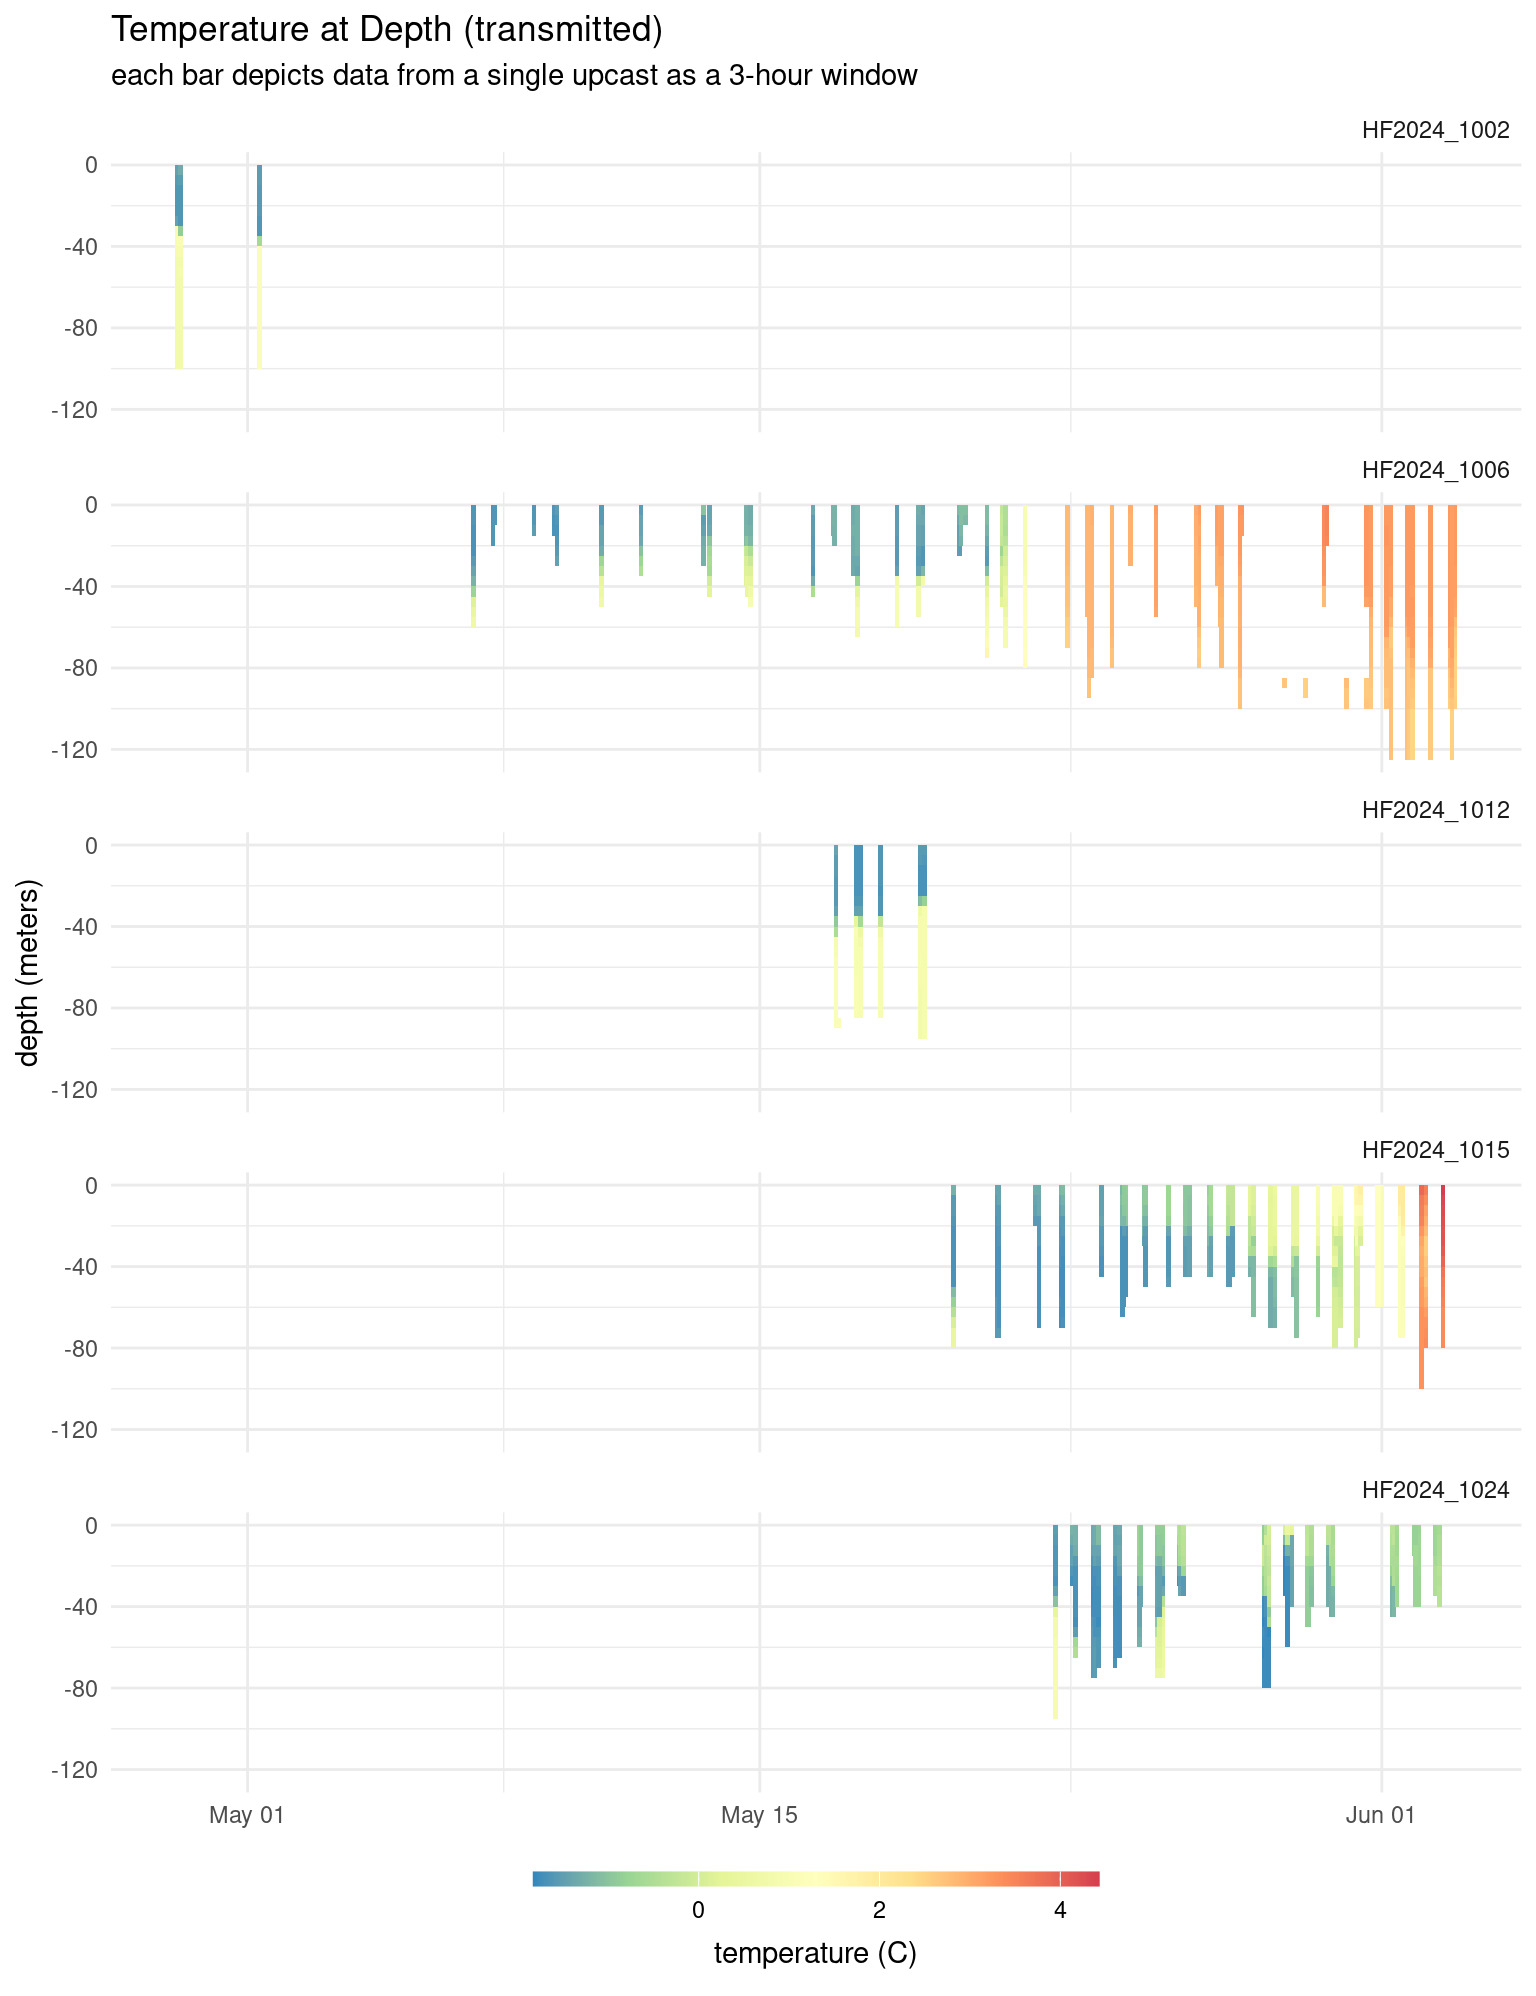 Temperature at Depth (transmitted)
each bar depicts data from a single upcast as a 3-hour window
HF2024_1002
0
-40
-80
-120
HF2024_1006
0
-40
-80
-120
HF2024_1012
0
-40
-80
-120
depth (meters)
HF2024_1015
0
-40
-80
-120
HF2024_1024
0
-40
-80
-120
May 01 May 15 Jun 01
0 2 4
temperature (C)